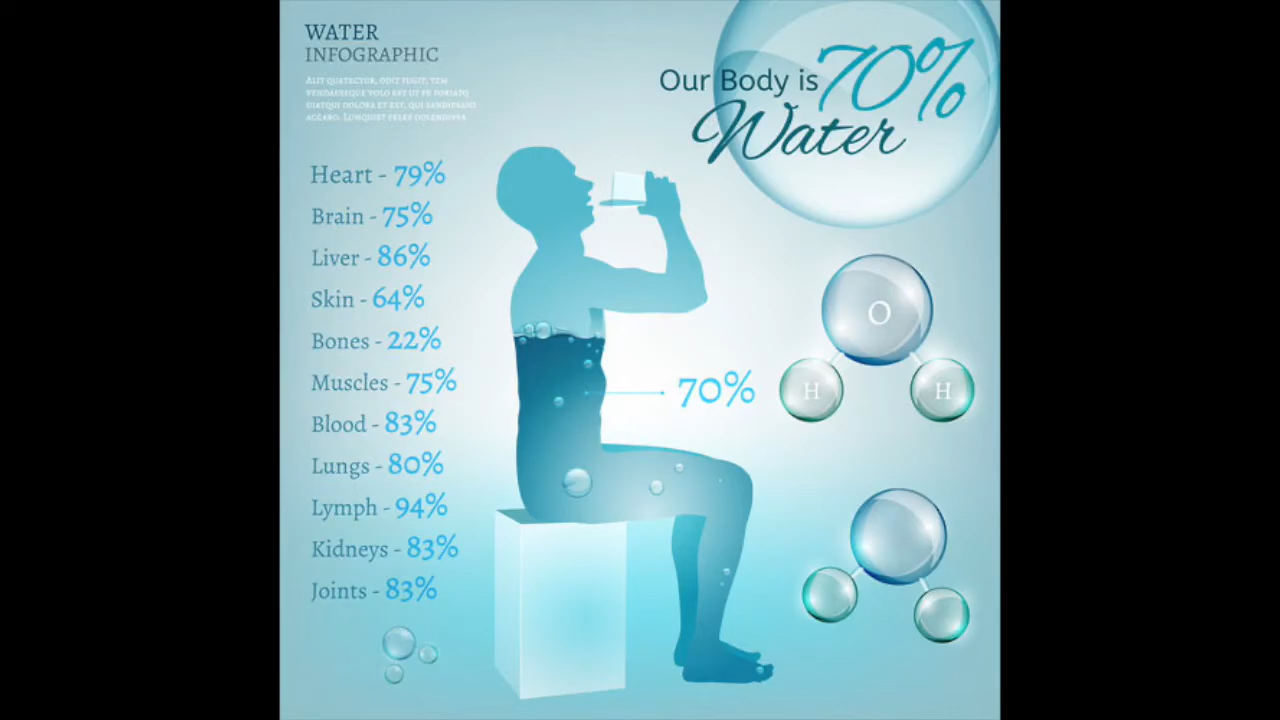 WATER
INFOGRAPHIC
Our Body is 70%
Water
Heart - 79%
Brain - 75%
Liver - 86%
Skin - 64%
Bones - 22%
Muscles - 75%
Blood - 83%
Lungs - 80%
Lymph - 94%
Kidneys - 83%
Joints - 83%
70%
O
H H